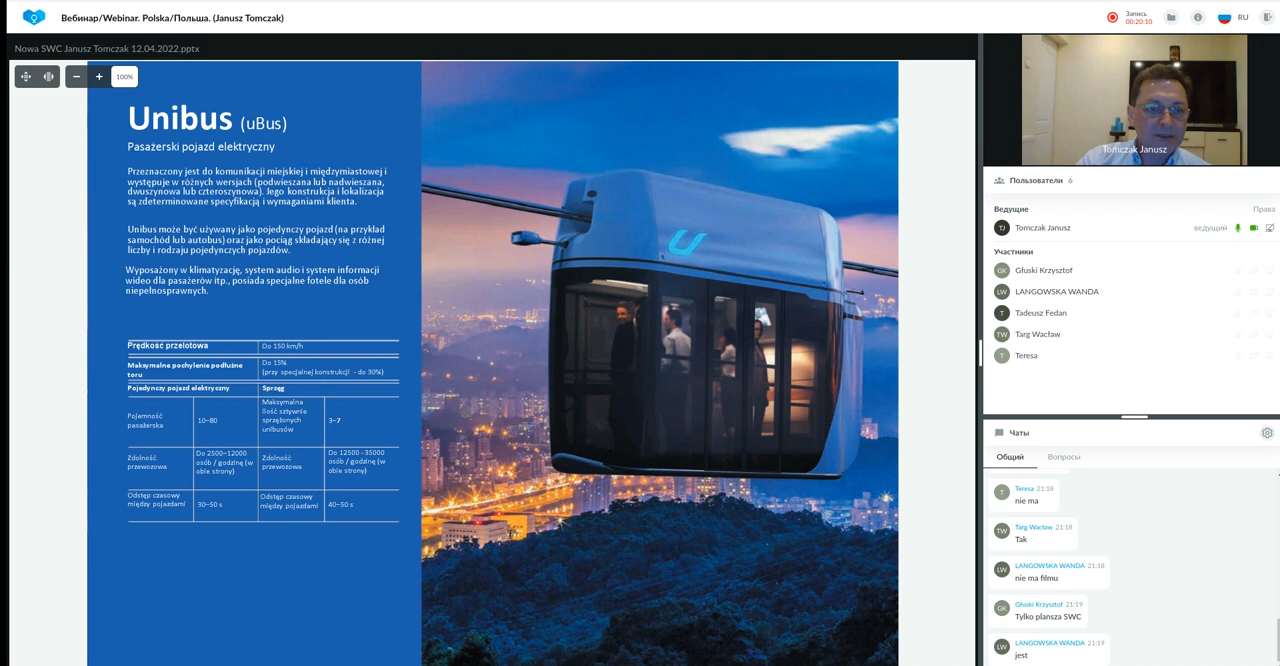 Вебинар/Webinar. Polska/Польша. (Janusz Tomczak)
Запись
00:20:10
RU
Nowa SWC Janusz Tomczak 12.04.2022.pptx
100%
Unibus (uBus)
Pasażerski pojazd elektryczny
Przeznaczony jest do komunikacji miejskiej i międzymiastowej i
występuje w różnych wersjach (podwieszana lub nadwieszana,
dwuszynowa lub czteroszynowa). Jego konstrukcja i lokalizacja
są zdeterminowane specyfikacją i wymaganiami klienta.
Unibus może być używany jako pojedynczy pojazd (na przykład
samochód lub autobus) oraz jako pociąg składający się z różnej
liczby i rodzaju pojedynczych pojazdów.
Wyposażony w klimatyzację, system audio i system informacji
wideo dla pasażerów itp., posiada specjalne fotele dla osób
niepełnosprawnych.
Prędkość przelotowa
Do 150 km/h
Maksymalne pochylenie podłużne
toru
Do 15%
(przy specjalnej konstrukcji - do 30%)
Pojedynczy pojazd elektryczny
Sprzęg
Pojemność
pasażerska
10–80
Maksymalna
ilość sztywnie
sprzężonych
unibusów
3–7
Zdolność
przewozowa
Do 2500–12000
osób / godzinę (w
obie strony)
Zdolność
przewozowa
Do 12500 -35000
osób / godzinę (w
obie strony)
Odstęp czasowy
między pojazdami
30–50 s
Odstęp czasowy
między pojazdami
40–50 s
Tomczak Janusz
Пользователи 6
Ведущие
Права
TJ
Tomczak Janusz
ведущий
Участники
GK
Głuski Krzysztof
LW
LANGOWSKA WANDA
T
Tadeusz Fedan
TW
Targ Wacław
T
Teresa
Чаты
Общий
Вопросы
T
Teresa 21:18
nie ma
TW
Targ Wacław 21:18
Tak
LW
LANGOWSKA WANDA 21:18
nie ma filmu
GK
Głuski Krzysztof 21:19
Tylko plansza SWC
LW
LANGOWSKA WANDA 21:19
jest